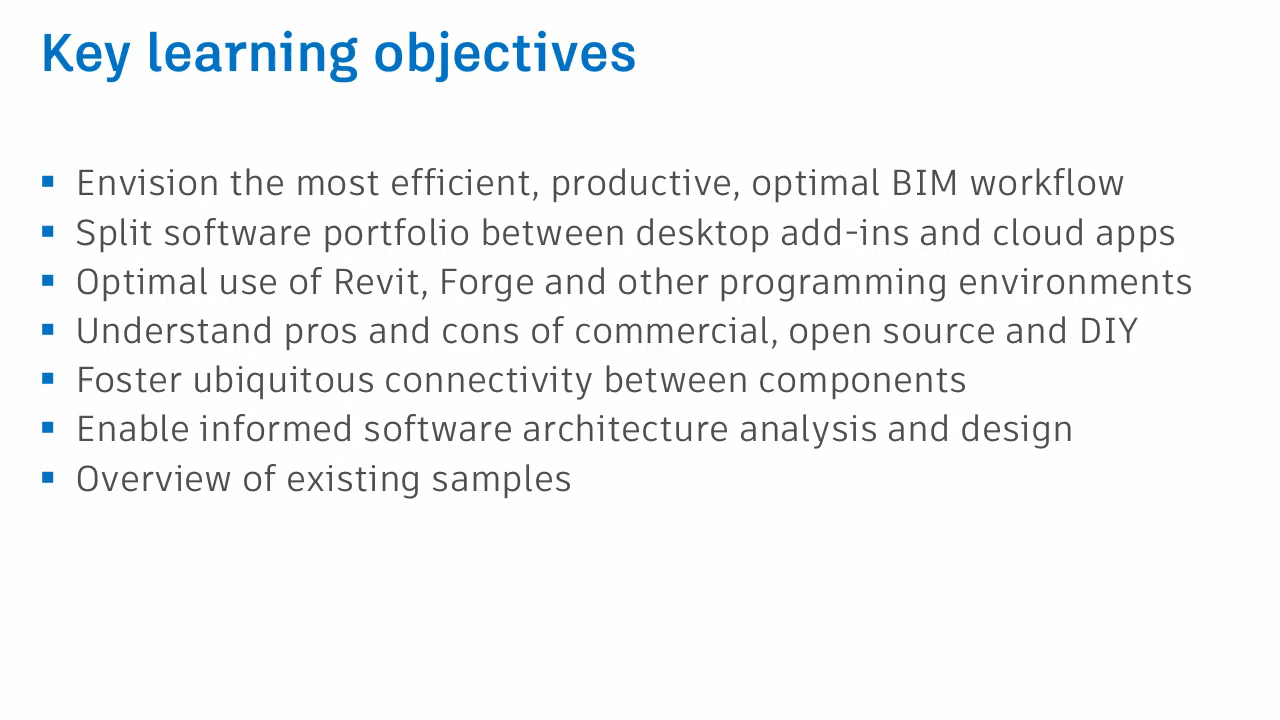 Key learning objectives
▪ Envision the most efficient, productive, optimal BIM workflow
▪ Split software portfolio between desktop add-ins and cloud apps
▪ Optimal use of Revit, Forge and other programming environments
▪ Understand pros and cons of commercial, open source and DIY
▪ Foster ubiquitous connectivity between components
▪ Enable informed software architecture analysis and design
▪ Overview of existing samples